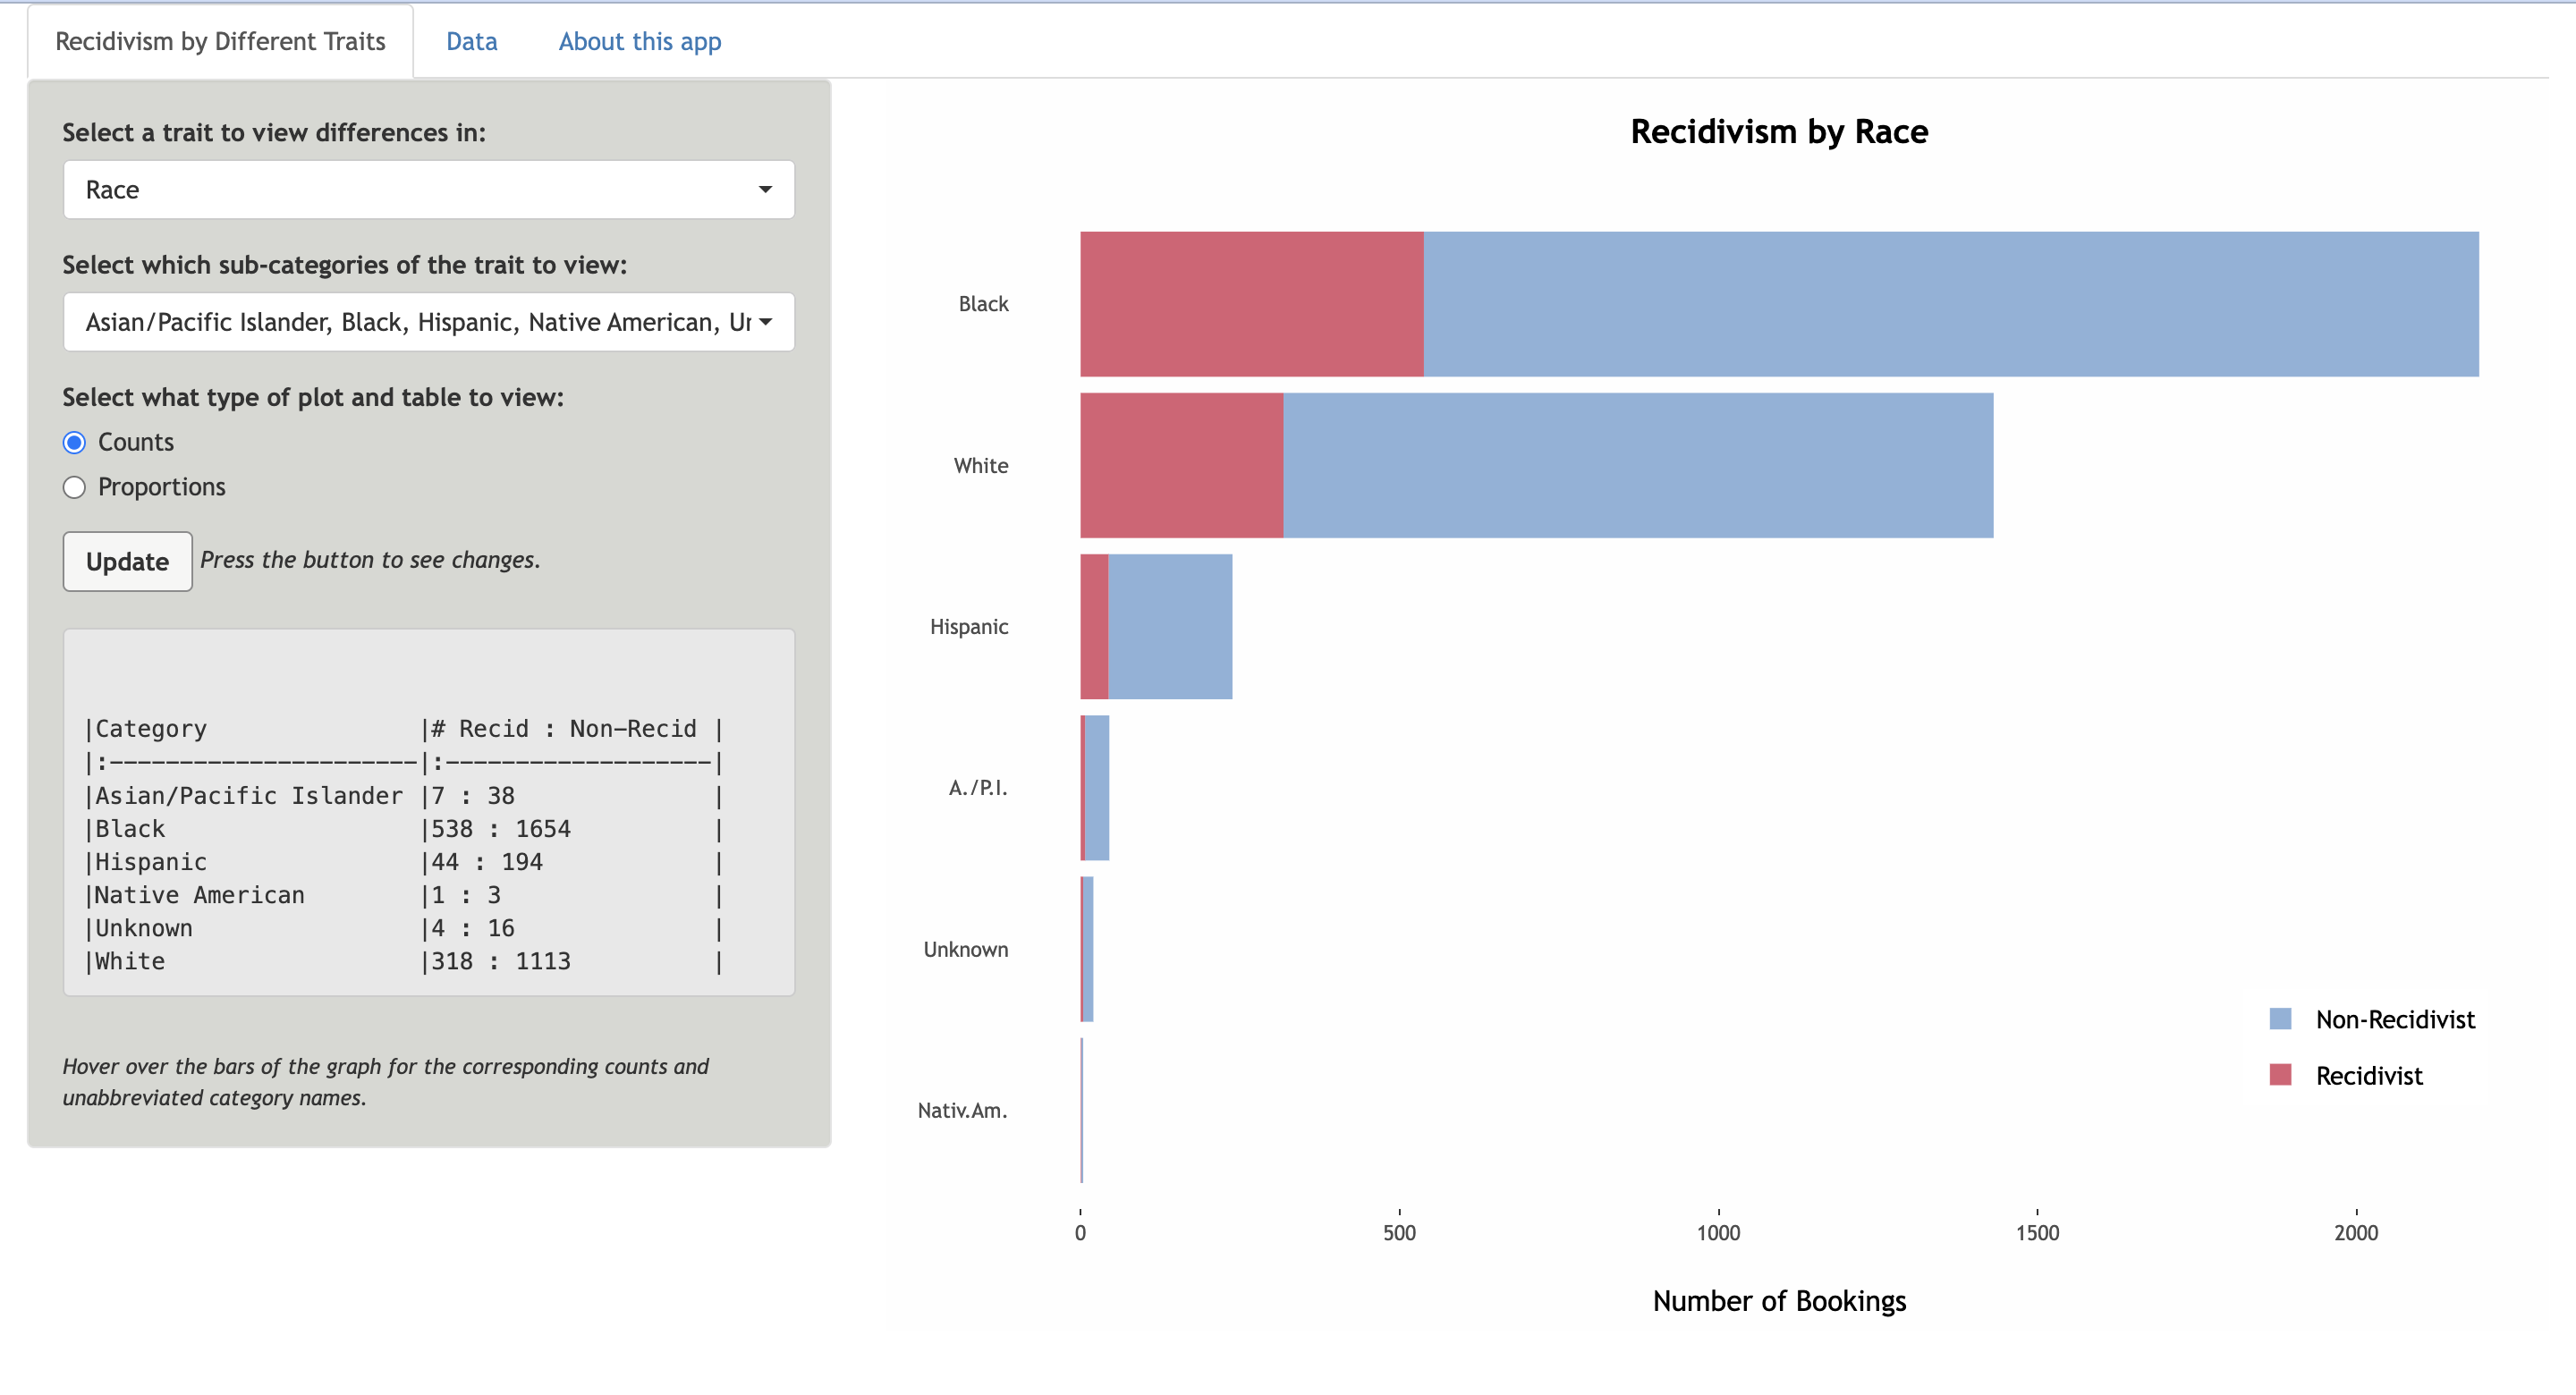 Recidivism by Different Traits
Data
About this app
Select a trait to view differences in:
Race
Select which sub-categories of the trait to view:
Asian/Pacific Islander, Black, Hispanic, Native American,
Select what type of plot and table to view:
Counts
Proportions
Update Press the button to see changes.
|Category |# Recid : Non-Recid |
|:----------------------|:-------------------|
|Asian/Pacific Islander |7 : 38 |
|Black |538 : 1654 |
|Hispanic |44 : 194 |
|Native American |1 : 3 |
|Unknown |4 : 16 |
|White |318 : 1113 |
Hover over the bars of the graph for the corresponding counts and
unabbreviated category names.
Recidivism by Race
Black
White
Hispanic
A./P.I.
Unknown
Nativ.Am.
Non-Recidivist
Recidivist
0 500 1000 1500 2000
Number of Bookings